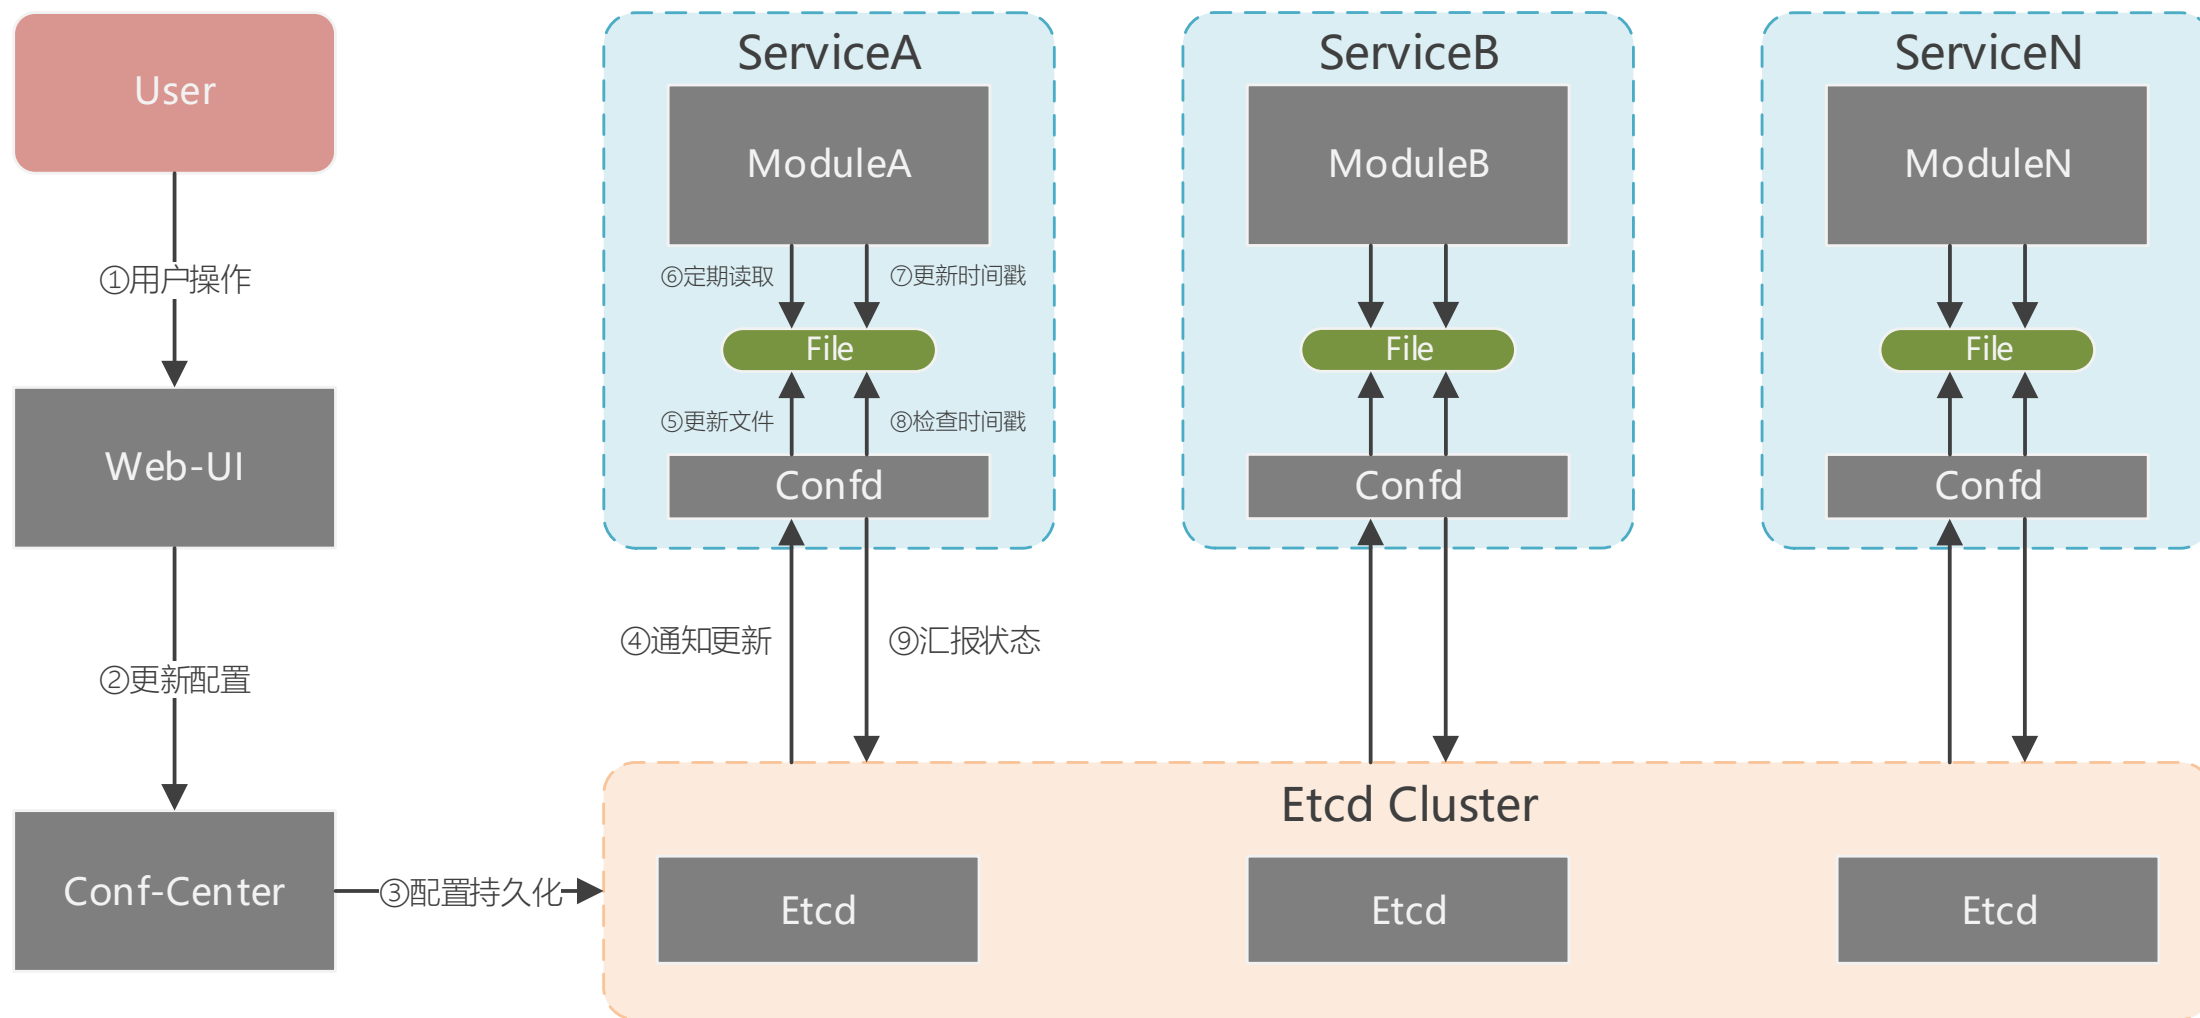 User
①用户操作
Web-UI
②更新配置
Conf-Center
③配置持久化
ServiceA
ModuleA
⑥定期读取
⑦更新时间戳
File
⑤更新文件
⑧检查时间戳
Confd
④通知更新
⑨汇报状态
ServiceB
ModuleB
File
Confd
ServiceN
ModuleN
File
Confd
Etcd Cluster
Etcd
Etcd
Etcd